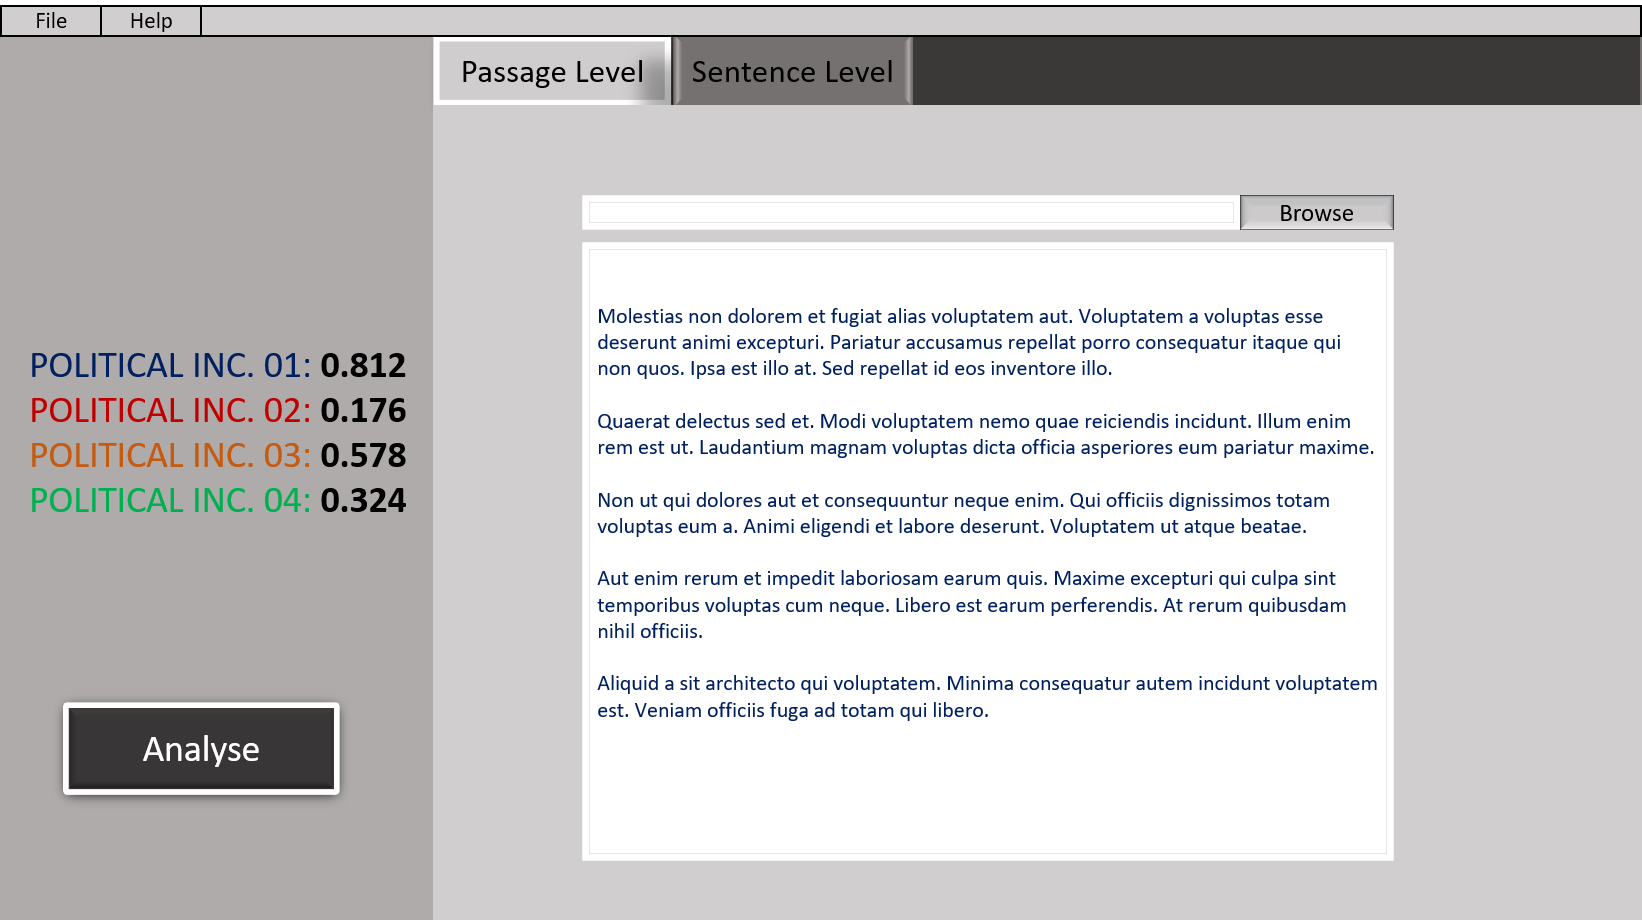 File
Help
Passage Level
Sentence Level
Browse
POLITICAL INC. 01: 0.812
POLITICAL INC. 02: 0.176
POLITICAL INC. 03: 0.578
POLITICAL INC. 04: 0.324
Analyse
Molestias non dolorem et fugiat alias voluptatem aut. Voluptatem a voluptas esse
deserunt animi excepturi. Pariatur accusamus repellat porro consequatur itaque qui
non quos. Ipsa est illo at. Sed repellat id eos inventore illo.
Quaerat delectus sed et. Modi voluptatem nemo quae reiciendis incidunt. Illum enim
rem est ut. Laudantium magnam voluptas dicta officia asperiores eum pariatur maxime.
Non ut qui dolores aut et consequuntur neque enim. Qui officiis dignissimos totam
voluptas eum a. Animi eligendi et labore deserunt. Voluptatem ut atque beatae.
Aut enim rerum et impedit laboriosam earum quis. Maxime excepturi qui culpa sint
temporibus voluptas cum neque. Libero est earum perferendis. At rerum quibusdam
nihil officiis.
Aliquid a sit architecto qui voluptatem. Minima consequatur autem incidunt voluptatem
est. Veniam officiis fuga ad totam qui libero.